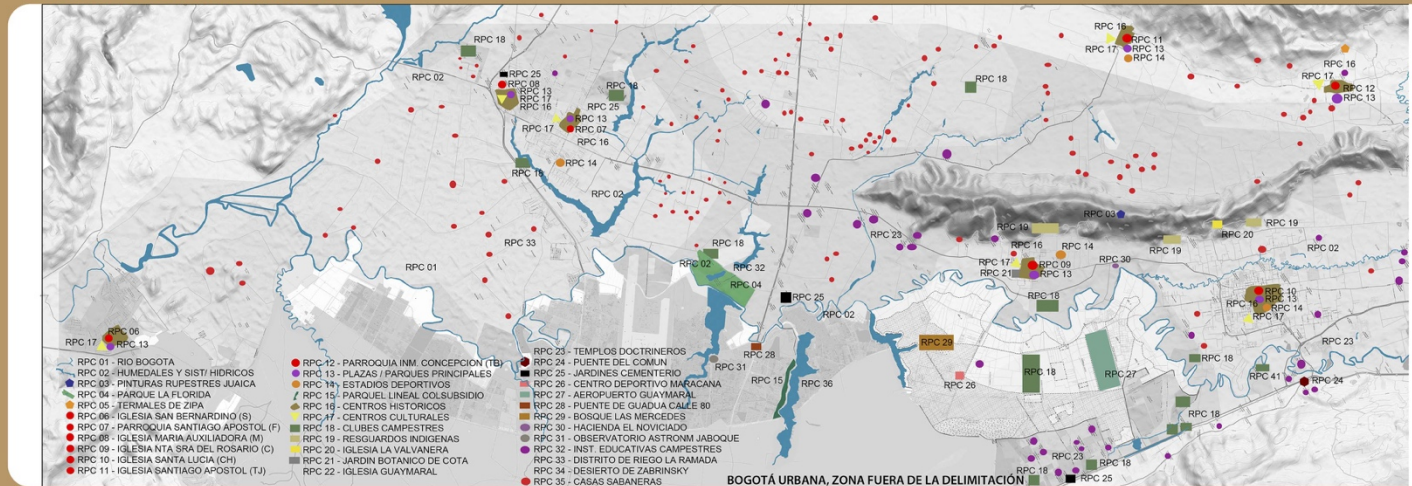 RPC 18
RPC 02
RPC 25
RPC 08
RPC 13
RPC 17
RPC 16
RPC 18
RPC 25
RPC 17
RPC 13
RPC 07
RPC 16
RPC 18
RPC 14
RPC 02
RPC 33
RPC 01
RPC 18
RPC 02
RPC 32
RPC 04
RPC 25
RPC 02
RPC 18
RPC 16
RPC 17
RPC 11
RPC 13
RPC 14
RPC 16
RPC 17
RPC 12
RPC 13
RPC 03
RPC 23
RPC 19
RPC 19
RPC 20
RPC 19
RPC 02
RPC 16
RPC 14
RPC 17
RPC 09
RPC 21
RPC 13
RPC 30
RPC 18
RPC 10
RPC 16
RPC 13
RPC 14
RPC 17
RPC 23
RPC 06
RPC 17
RPC 13
RPC 28
RPC 31
RPC 15
RPC 36
RPC 29
RPC 26
RPC 18
RPC 27
RPC 18
RPC 41
RPC 24
RPC 18
RPC 23
RPC 18
RPC 18
RPC 25
RPC 01 - RIO BOGOTA
RPC 02 - HUMEDALES Y SIST/ HIDRICOS
RPC 03 - PINTURAS RUPESTRES JUAICA
RPC 04 - PARQUE LA FLORIDA
RPC 05 - TERMALES DE ZIPA
RPC 06 - IGLESIA SAN BERNARDINO (S)
RPC 07 - PARROQUIA SANTIAGO APOSTOL (F)
RPC 08 - IGLESIA MARIA AUXILIADORA (M)
RPC 09 - IGLESIA NTA SRA DEL ROSARIO (C)
RPC 10 - IGLESIA SANTA LUCIA (CH)
RPC 11 - IGLESIA SANTIAGO APOSTOL (TJ)
RPC 12 - PARROQUIA INM. CONCEPCION (TB)
RPC 13 - PLAZAS / PARQUES PRINCIPALES
RPC 14 - ESTADIOS DEPORTIVOS
RPC 15 - PARQUEL LINEAL COLSUBSIDIO
RPC 16 - CENTROS HISTORICOS
RPC 17 - CENTROS CULTURALES
RPC 18 - CLUBES CAMPESTRES
RPC 19 - RESGUARDOS INDIGENAS
RPC 20 - IGLESIA LA VALVANERA
RPC 21 - JARDIN BOTANICO DE COTA
RPC 22 - IGLESIA GUAYMARAL
RPC 23 - TEMPLOS DOCTRINEROS
RPC 24 - PUENTE DEL COMUN
RPC 25 - JARDINES CEMENTERIO
RPC 26 - CENTRO DEPORTIVO MARACANA
RPC 27 - AEROPUERTO GUAYMARAL
RPC 28 - PUENTE DE GUADUA CALLE 80
RPC 29 - BOSQUE LAS MERCEDES
RPC 30 - HACIENDA EL NOVICIADO
RPC 31 - OBSERVATORIO ASTRONM JABOQUE
RPC 32 - INST. EDUCATIVAS CAMPESTRES
RPC 33 - DISTRITO DE RIEGO LA RAMADA
RPC 34 - DESIERTO DE ZABRINSKY
RPC 35 - CASAS SABANERAS
BOGOTÁ URBANA, ZONA FUERA DE LA DELIMITACIÓN